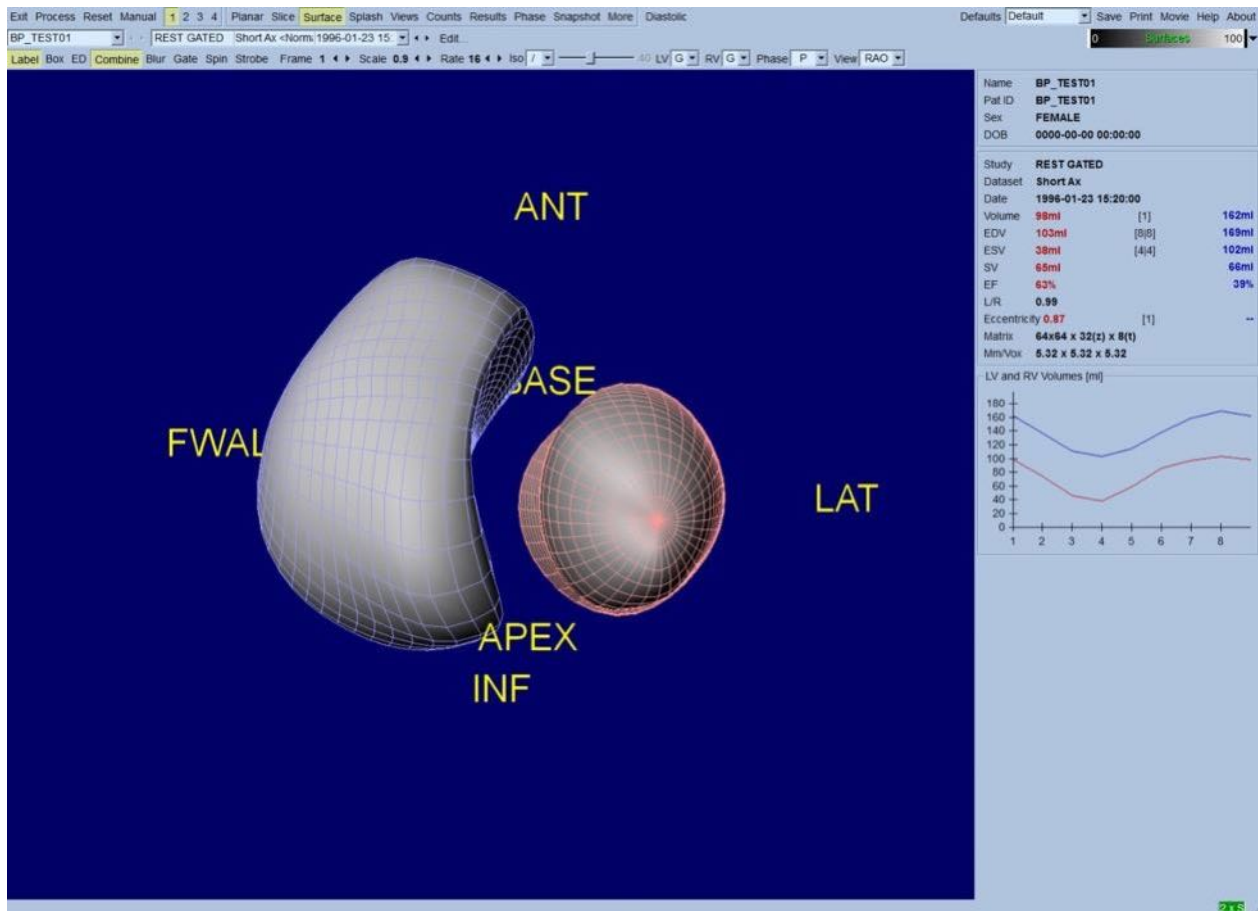 Exit Process Reset Manual 1 2 3 4 Planar Slice Surface Splash Views Counts Results Phase Snapshot More Diastolic Defaults Default Save Print Movie Help About
BP_TEST01 REST GATED Short Ax <Norm 1996-01-23 15: Edit... 0 Surfaces 100
Label Box ED Combine Blur Gate Spin Strobe Frame 1 Scale 0.9 Rate 16 Iso / 40 LV G RV G Phase P View RAO
Name BP_TEST01
Pat ID BP_TEST01
Sex FEMALE
DOB 0000-00-00 00:00:00
Study REST GATED
Dataset Short Ax
Date 1996-01-23 15:20:00
Volume 98ml [1] 162ml
EDV 103ml [8|8] 169ml
ESV 38ml [4|4] 102ml
SV 65ml 66ml
EF 63% 39%
L/R 0.99
Eccentricity 0.87 [1] --
Matrix 64x64 x 32(z) x 8(t)
Mm/Vox 5.32 x 5.32 x 5.32
LV and RV Volumes [ml]
180
160
140
120
100
80
60
40
20
0
1 2 3 4 5 6 7 8
ANT
BASE
FWAL
LAT
APEX
INF
2 x S